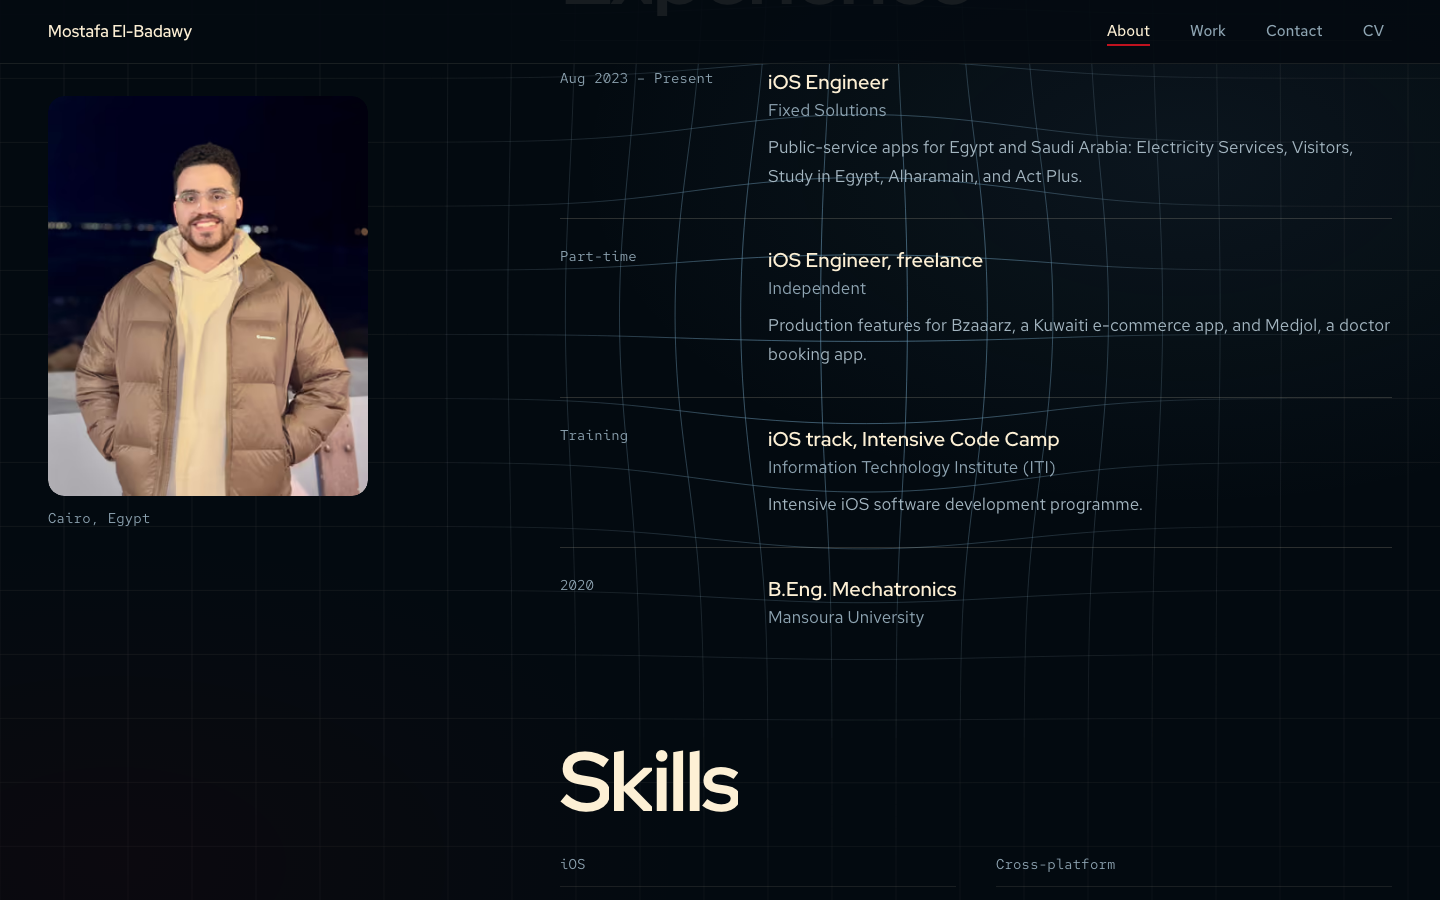 Experience
Mostafa El-Badawy
About
Work
Contact
CV
Aug 2023 – Present
iOS Engineer
Fixed Solutions
Public-service apps for Egypt and Saudi Arabia: Electricity Services, Visitors,
Study in Egypt, Alharamain, and Act Plus.
Part-time
iOS Engineer, freelance
Independent
Production features for Bzaaarz, a Kuwaiti e-commerce app, and Medjol, a doctor
booking app.
Training
iOS track, Intensive Code Camp
Information Technology Institute (ITI)
Intensive iOS software development programme.
2020
B.Eng. Mechatronics
Mansoura University
Cairo, Egypt
Skills
iOS
Cross-platform